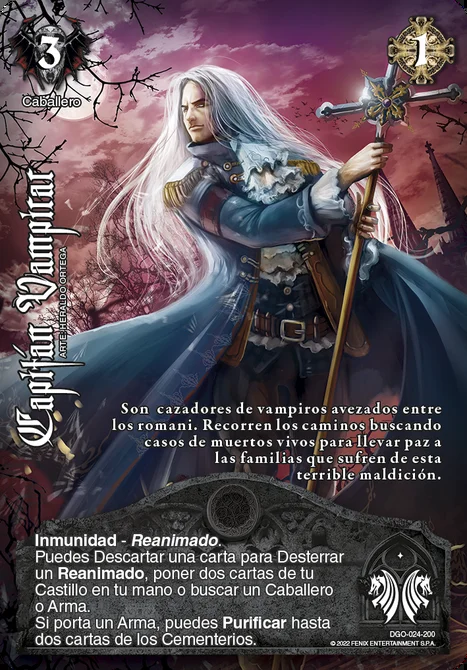 3
1
Caballero
Capitán Vampirar
ARTE: HERALDO ORTEGA
Son cazadores de vampiros avezados entre
los romani. Recorren los caminos buscando
casos de muertos vivos para llevar paz a
las familias que sufren de esta
terrible maldición.
Inmunidad - Reanimado.
Puedes Descartar una carta para Desterrar
un Reanimado, poner dos cartas de tu
Castillo en tu mano o buscar un Caballero
o Arma.
Si porta un Arma, puedes Purificar hasta
dos cartas de los Cementerios.
DGO-024-200
© 2022 FENIX ENTERTAINMENT S.P.A.